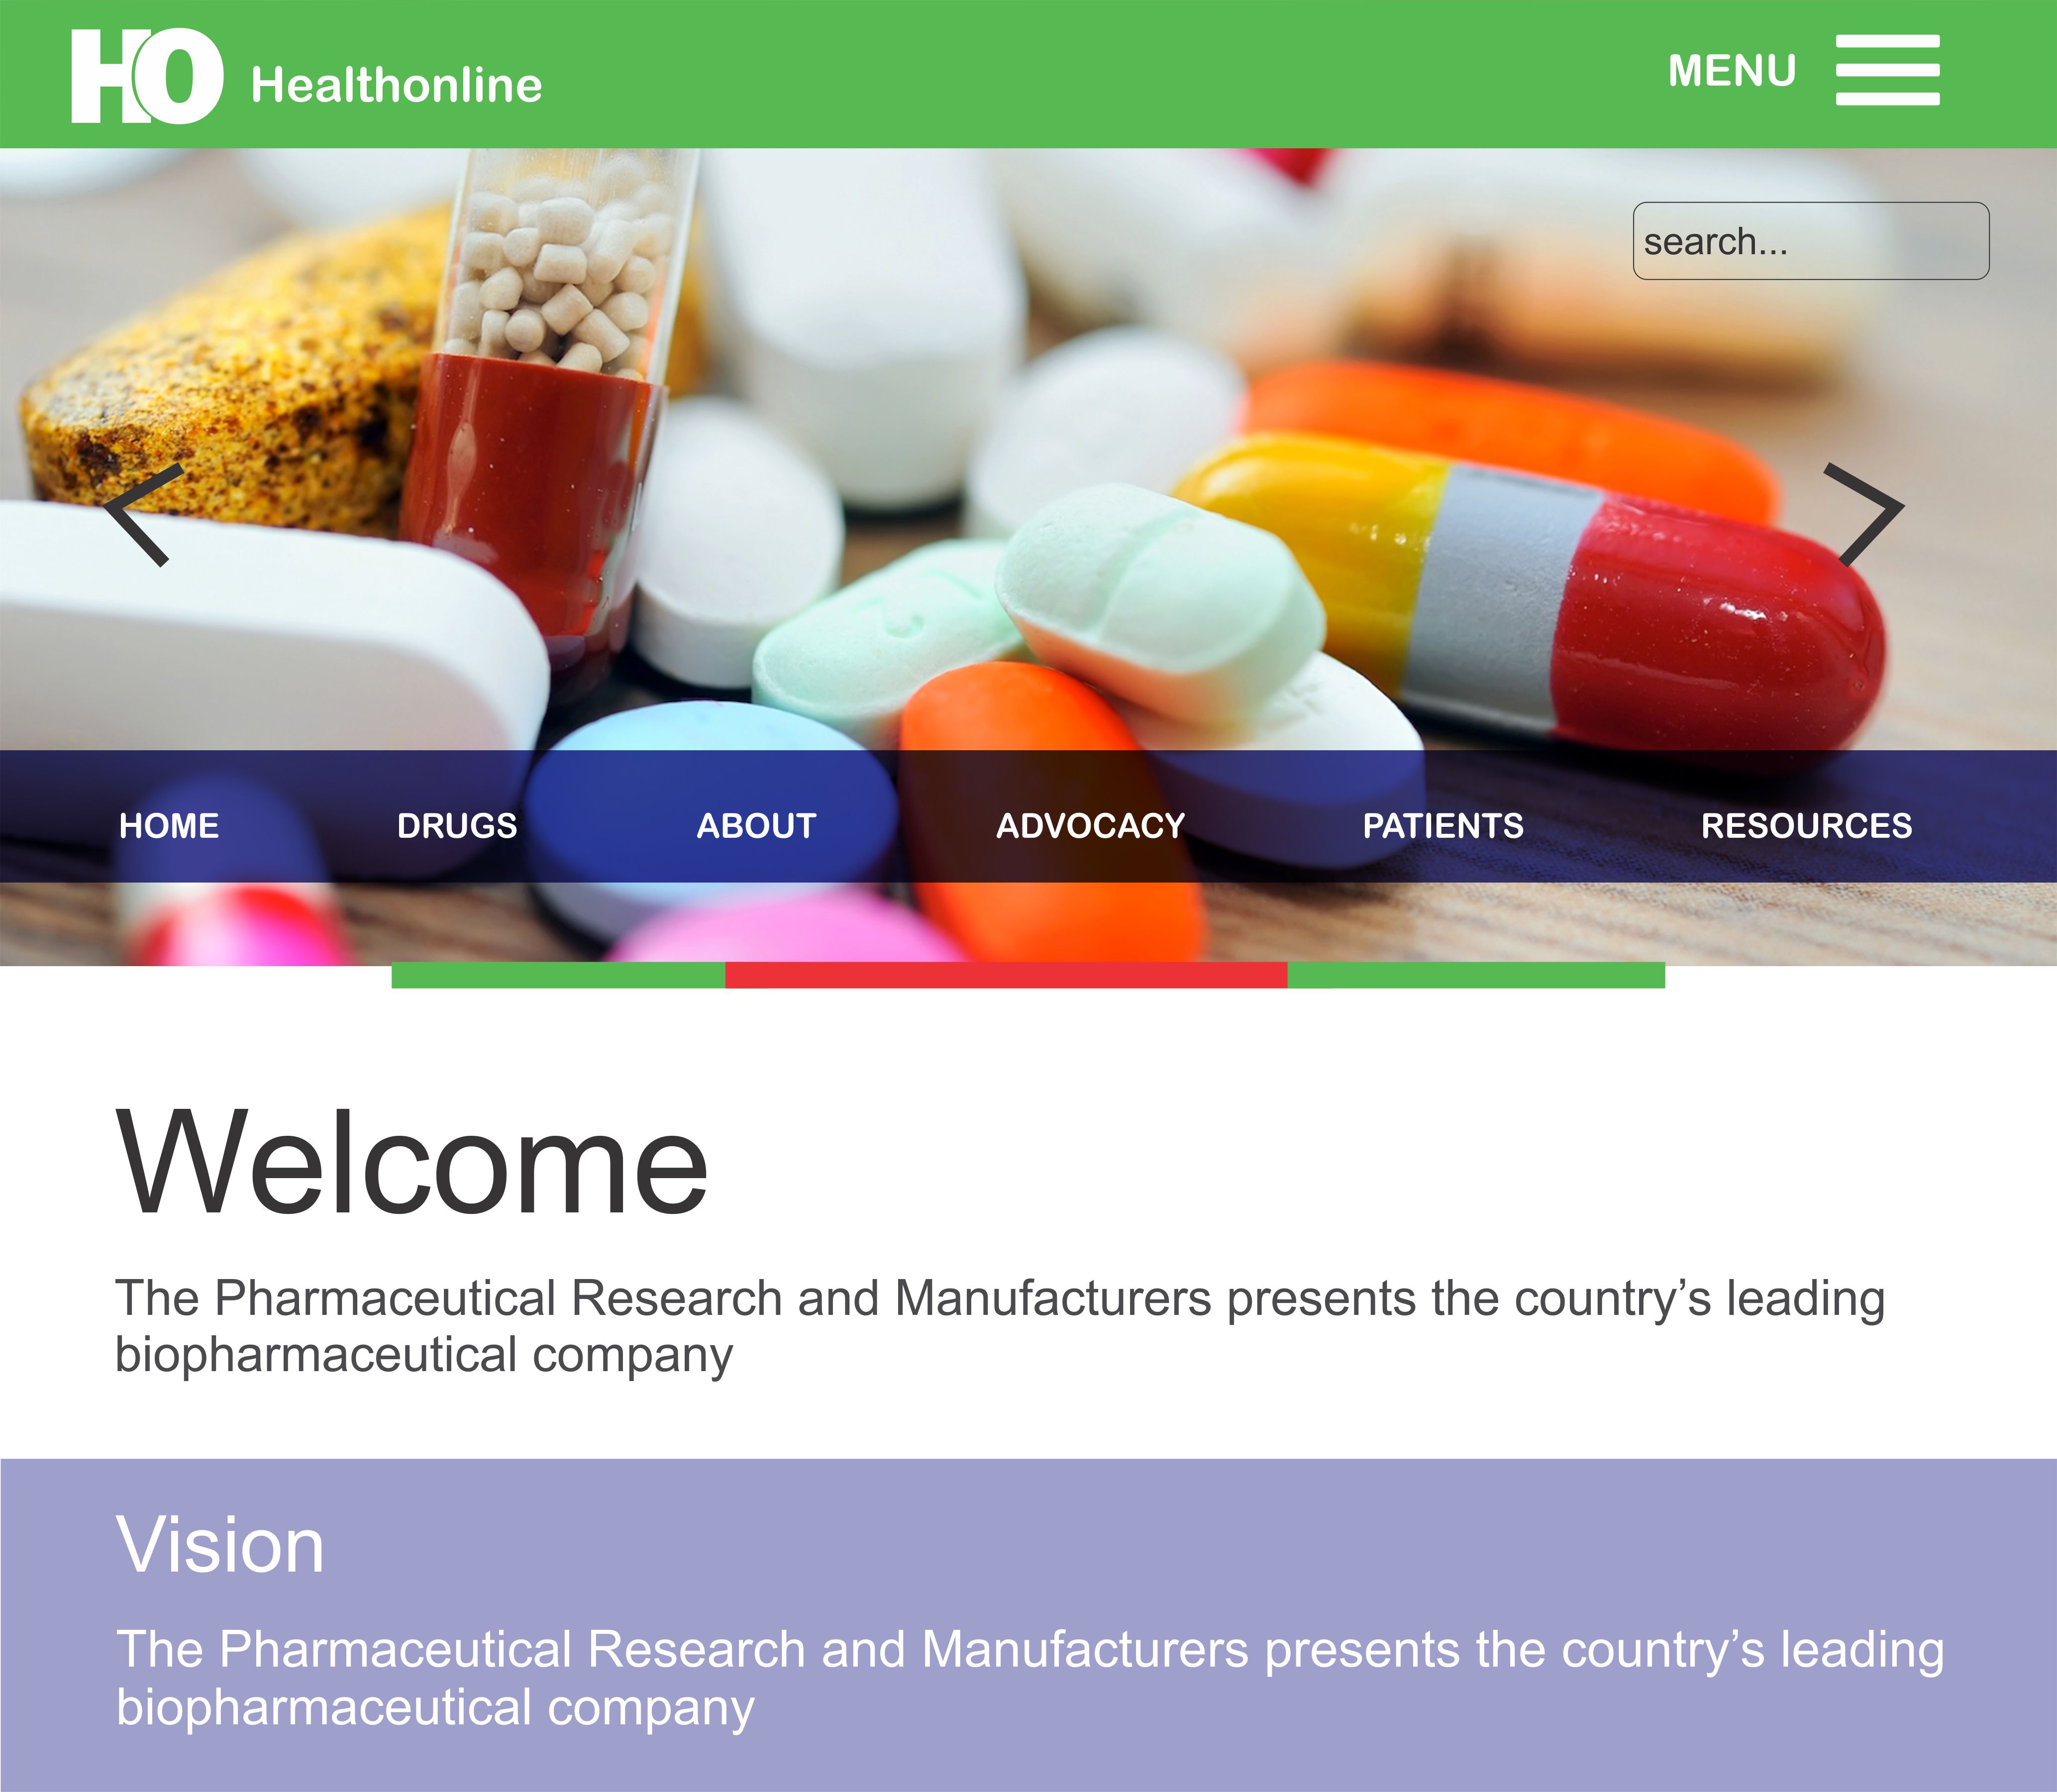 HO Healthonline
MENU
search...
HOME DRUGS ABOUT ADVOCACY PATIENTS RESOURCES
Welcome
The Pharmaceutical Research and Manufacturers presents the country’s leading
biopharmaceutical company
Vision
The Pharmaceutical Research and Manufacturers presents the country’s leading
biopharmaceutical company